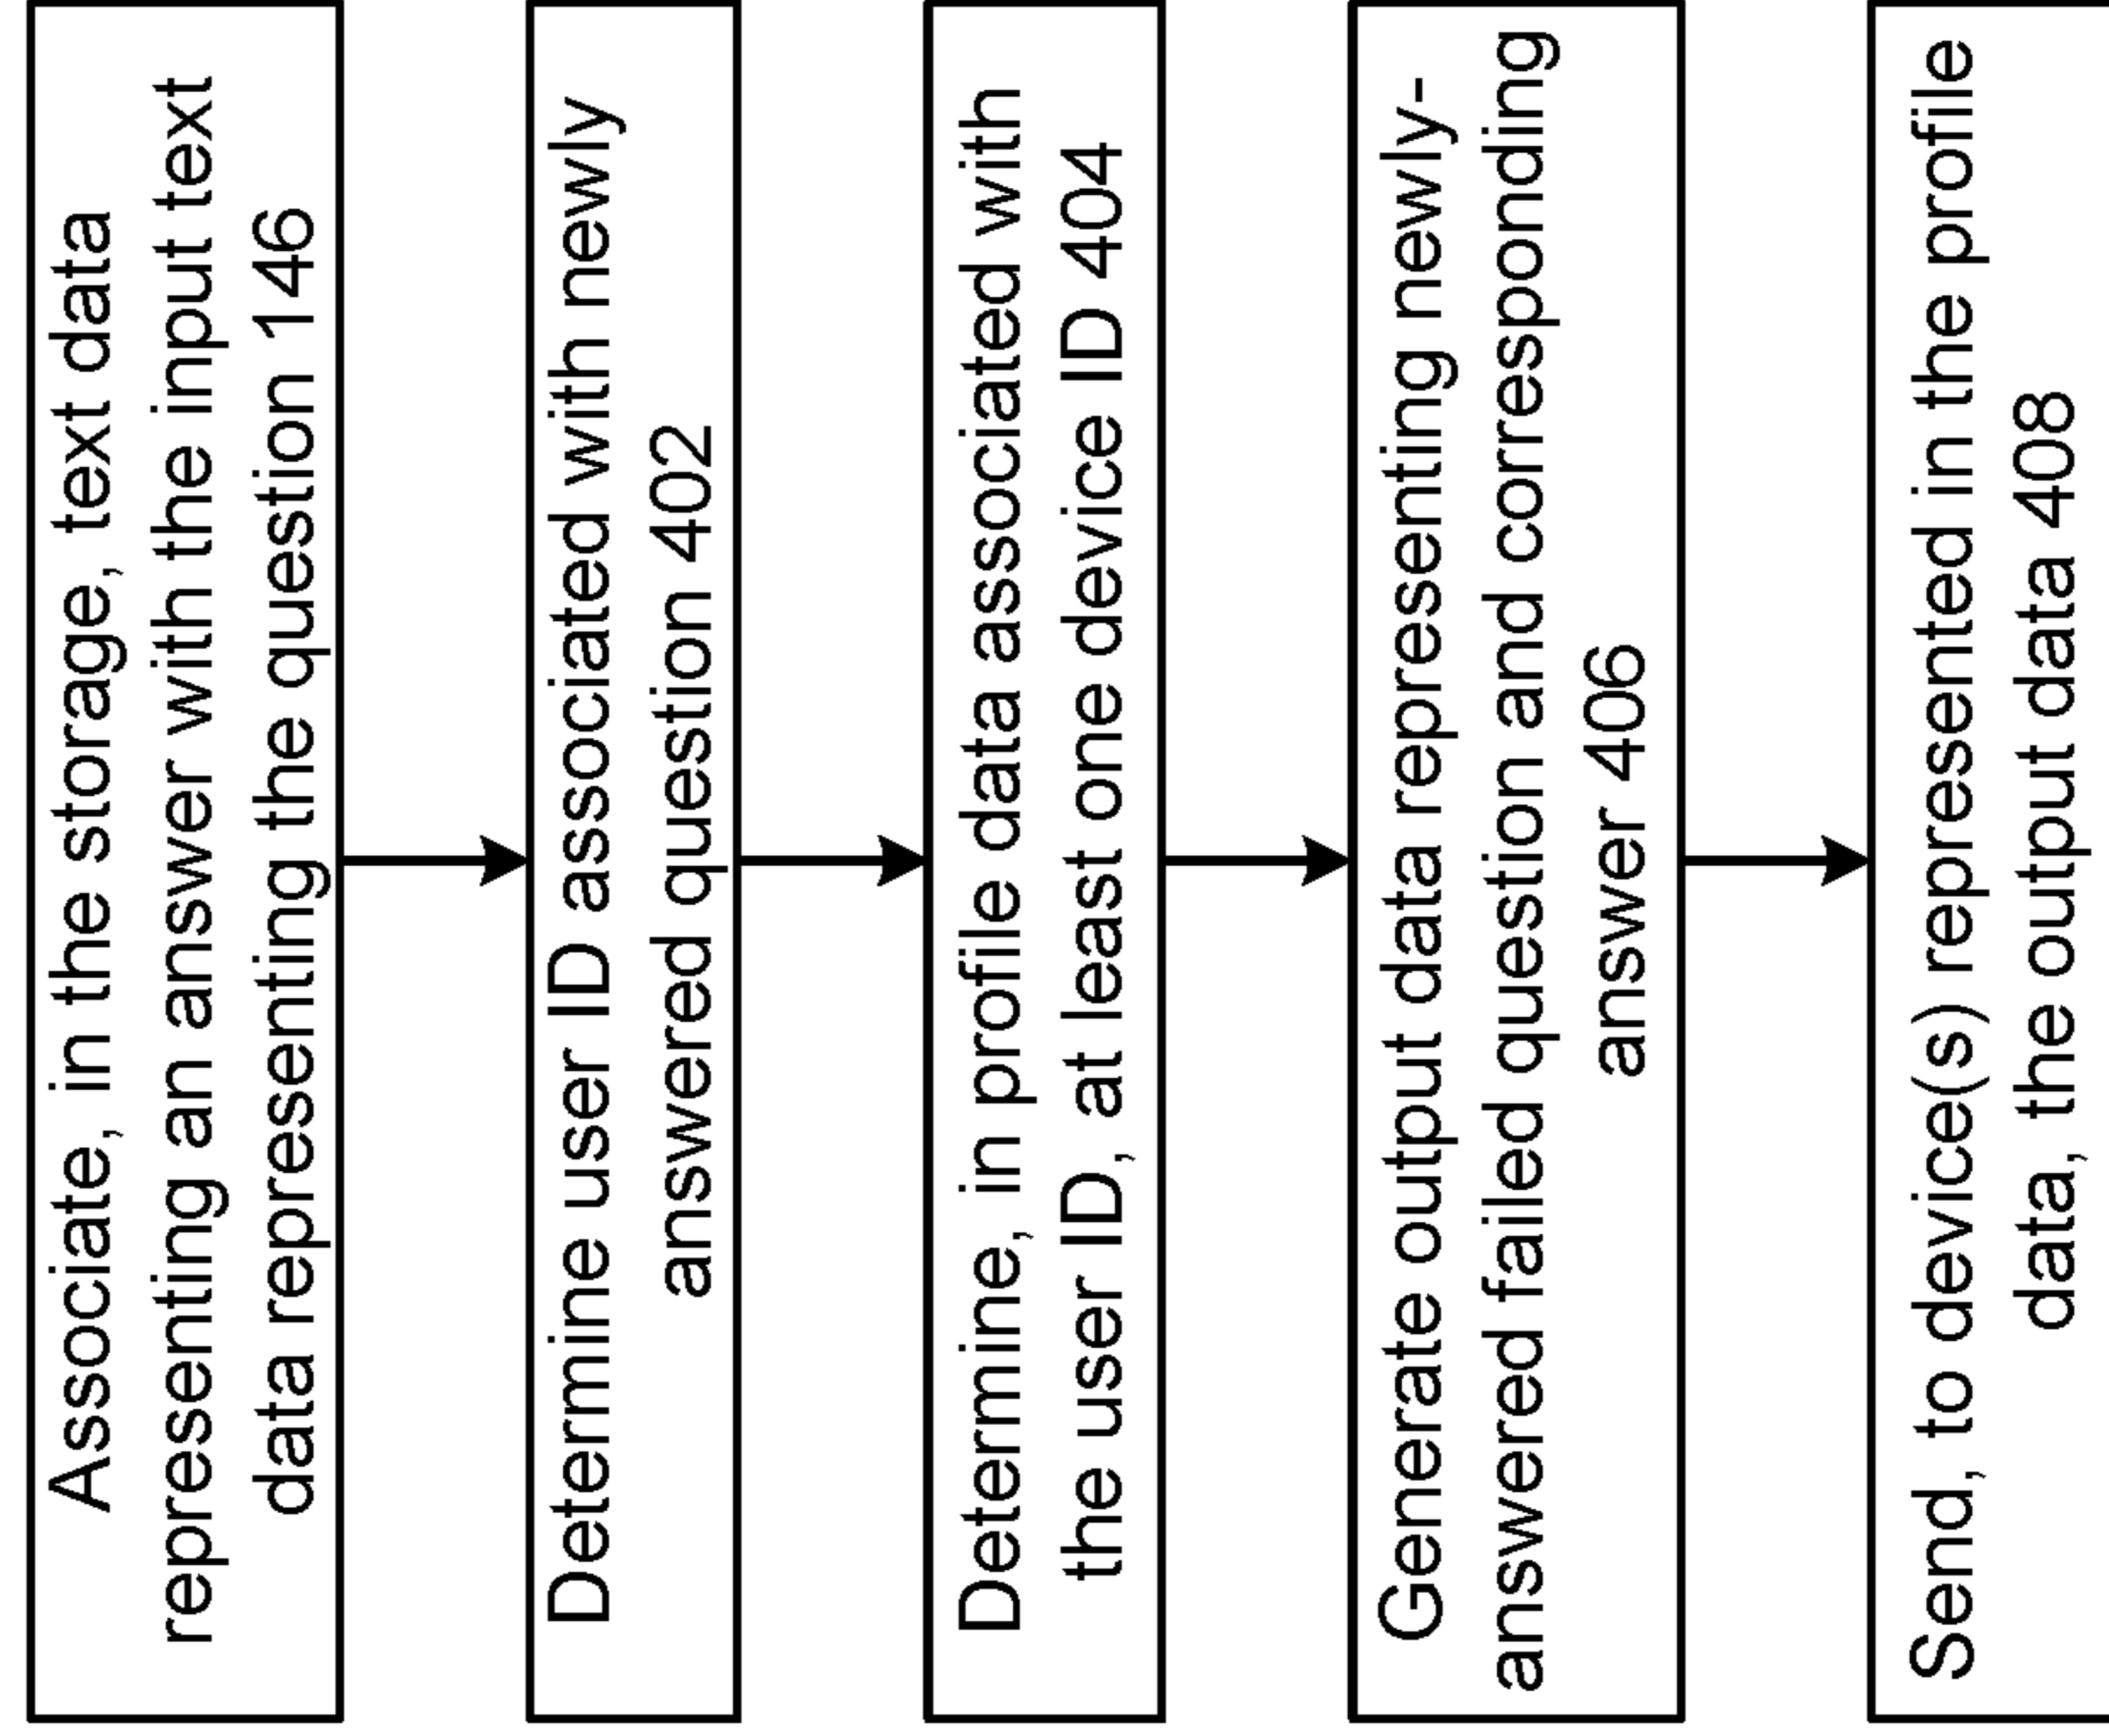 Associate, in the storage, text data
representing an answer with the input text
data representing the question 146
Determine user ID associated with newly
answered question 402
Determine, in profile data associated with
the user ID, at least one device ID 404
Generate output data representing newly-
answered failed question and corresponding
answer 406
Send, to device(s) represented in the profile
data, the output data 408